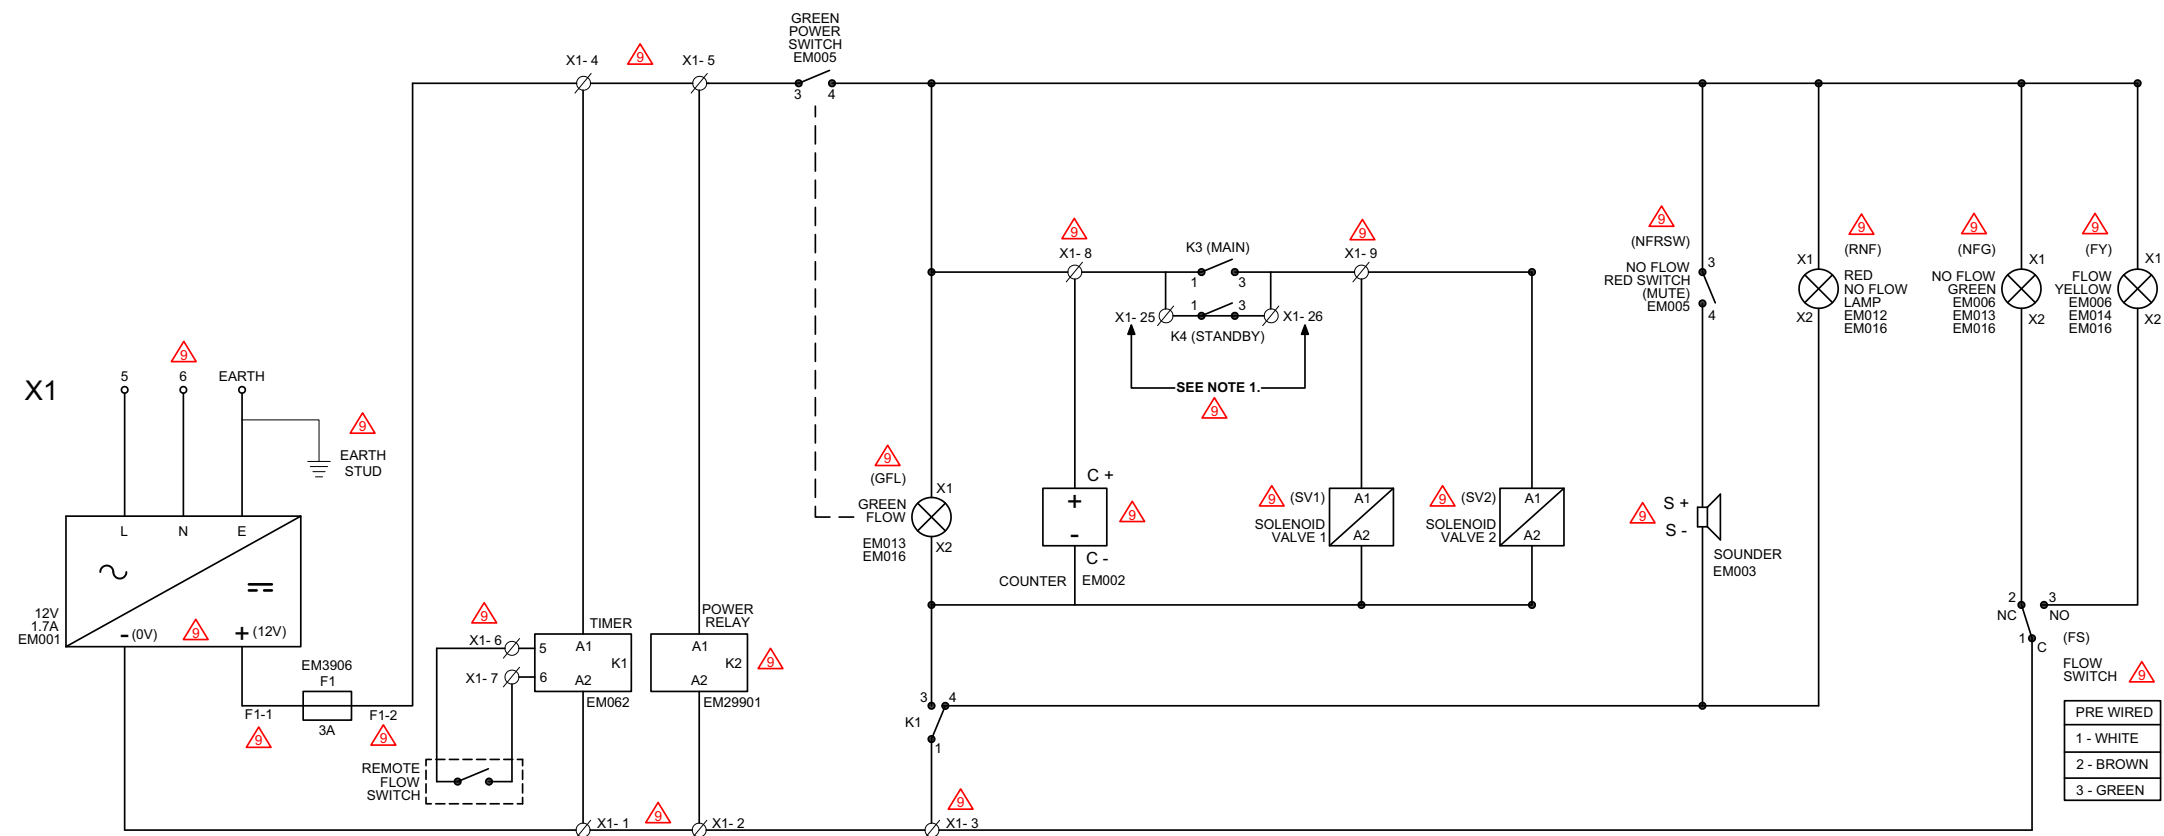 GREEN
POWER
SWITCH
EM005
X1- 4
9
X1- 5
3
4
9
(NFRSW)
NO FLOW
RED SWITCH
(MUTE)
EM005
3
4
9
X1- 8
K3 (MAIN)
1
3
9
X1- 9
X1- 25
1
3
X1- 26
K4 (STANDBY)
SEE NOTE 1.
9
9
(RNF)
X1
RED
NO FLOW
LAMP
EM012
EM016
X2
9
(NFG)
X1
NO FLOW
GREEN
EM006
EM013
EM016
X2
9
(FY)
X1
FLOW
YELLOW
EM006
EM014
EM016
X2
X1
5
9
6
EARTH
9
EARTH
STUD
L
N
E
12V
1.7A
EM001
- (0V)
9
+ (12V)
EM3906
F1
F1-1
F1-2
3A
9
9
9
(GFL)
GREEN
FLOW
X1
X2
EM013
EM016
C +
+
-
C -
9
COUNTER
EM002
9
(SV1)
SOLENOID
VALVE 1
A1
A2
9
(SV2)
SOLENOID
VALVE 2
A1
A2
9
S +
S -
SOUNDER
EM003
9
X1- 6
X1- 7
TIMER
5
6
A1
K1
A2
EM062
POWER
RELAY
A1
K2
A2
EM29901
9
REMOTE
FLOW
SWITCH
3
4
K1
1
2
3
NC
NO
1
C
(FS)
FLOW
SWITCH
9
PRE WIRED
1 - WHITE
2 - BROWN
3 - GREEN
X1- 1
9
X1- 2
9
X1- 3